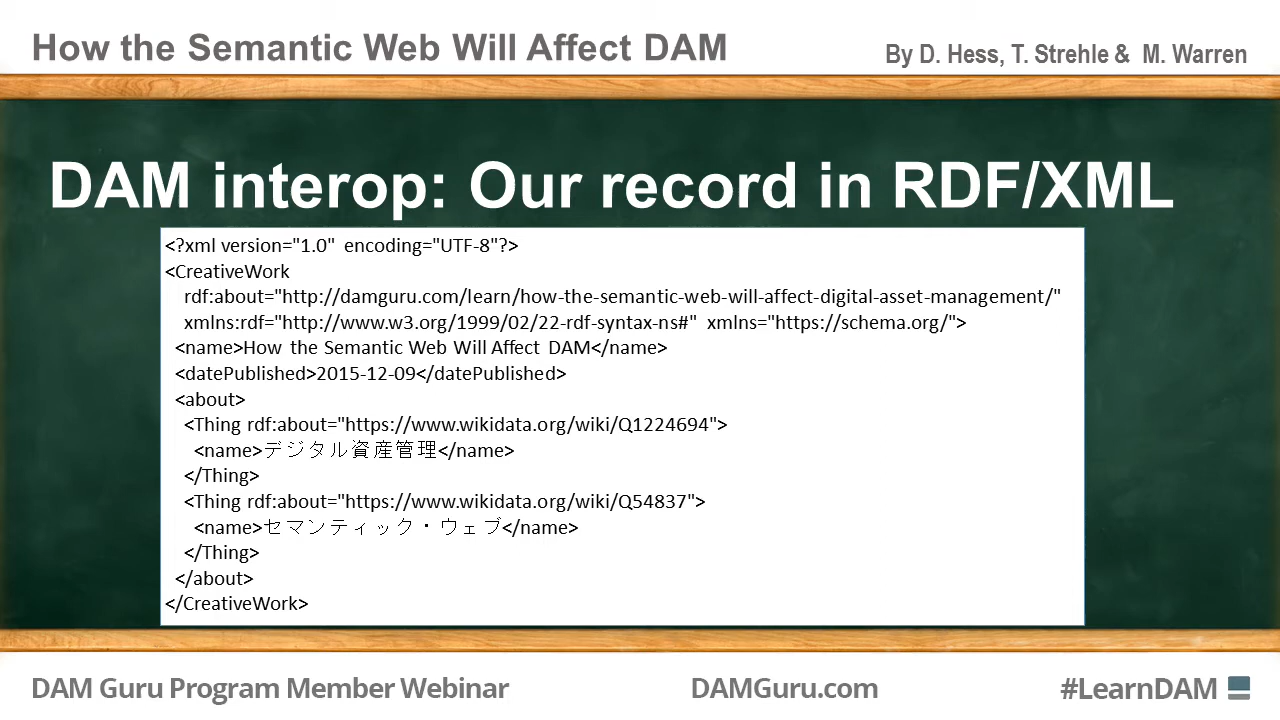 How the Semantic Web Will Affect DAM
By D. Hess, T. Strehle & M. Warren
DAM interop: Our record in RDF/XML
<?xml version="1.0" encoding="UTF-8"?>
<CreativeWork
rdf:about="http://damguru.com/learn/how-the-semantic-web-will-affect-digital-asset-management/"
xmlns:rdf="http://www.w3.org/1999/02/22-rdf-syntax-ns#" xmlns="https://schema.org/">
<name>How the Semantic Web Will Affect DAM</name>
<datePublished>2015-12-09</datePublished>
<about>
<Thing rdf:about="https://www.wikidata.org/wiki/Q1224694">
<name>デジタル資産管理</name>
</Thing>
<Thing rdf:about="https://www.wikidata.org/wiki/Q54837">
<name>セマンティック・ウェブ</name>
</Thing>
</about>
</CreativeWork>
DAM Guru Program Member Webinar
DAMGuru.com
#LearnDAM